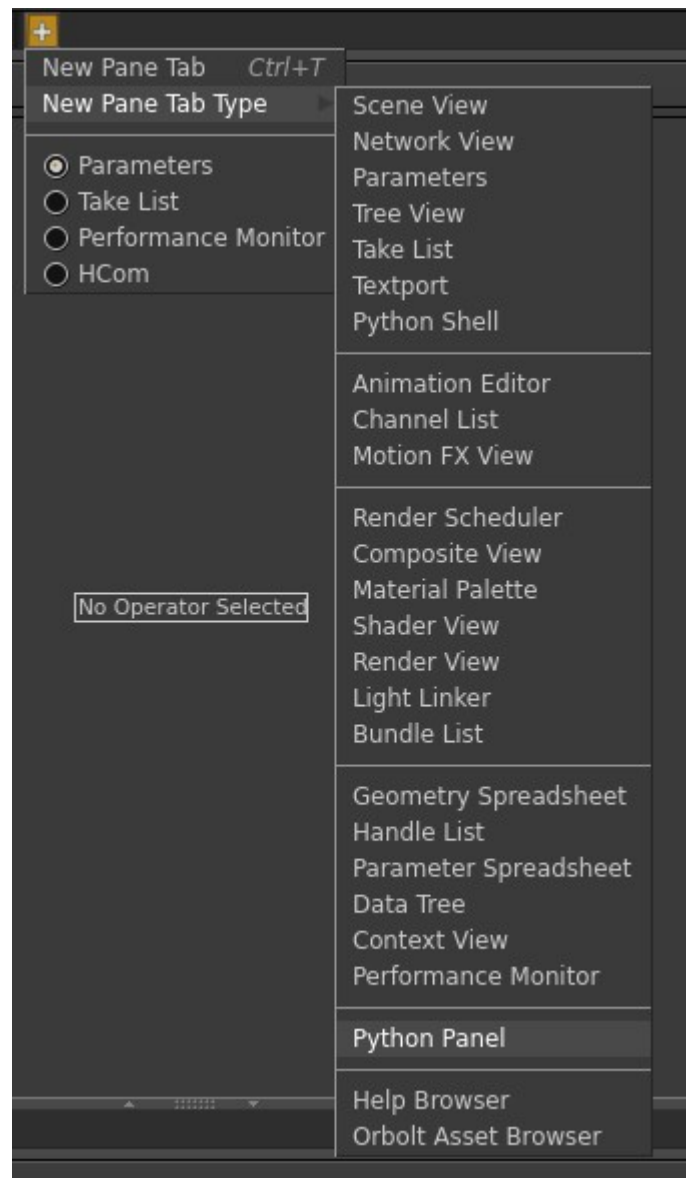 New Pane Tab Ctrl+T
New Pane Tab Type
Parameters
Take List
Performance Monitor
HCom
Scene View
Network View
Parameters
Tree View
Take List
Textport
Python Shell
Animation Editor
Channel List
Motion FX View
Render Scheduler
Composite View
Material Palette
Shader View
Render View
Light Linker
Bundle List
Geometry Spreadsheet
Handle List
Parameter Spreadsheet
Data Tree
Context View
Performance Monitor
Python Panel
Help Browser
Orbolt Asset Browser
No Operator Selected